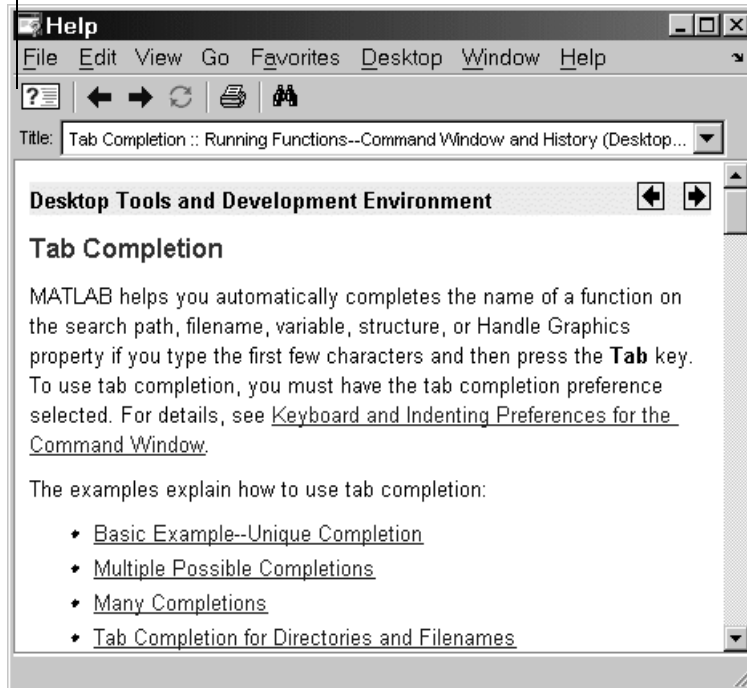 Help
File Edit View Go Favorites Desktop Window Help
Title: Tab Completion :: Running Functions--Command Window and History (Desktop...
Desktop Tools and Development Environment
Tab Completion
MATLAB helps you automatically completes the name of a function on
the search path, filename, variable, structure, or Handle Graphics
property if you type the first few characters and then press the Tab key.
To use tab completion, you must have the tab completion preference
selected. For details, see Keyboard and Indenting Preferences for the
Command Window.
The examples explain how to use tab completion:
• Basic Example--Unique Completion
• Multiple Possible Completions
• Many Completions
• Tab Completion for Directories and Filenames